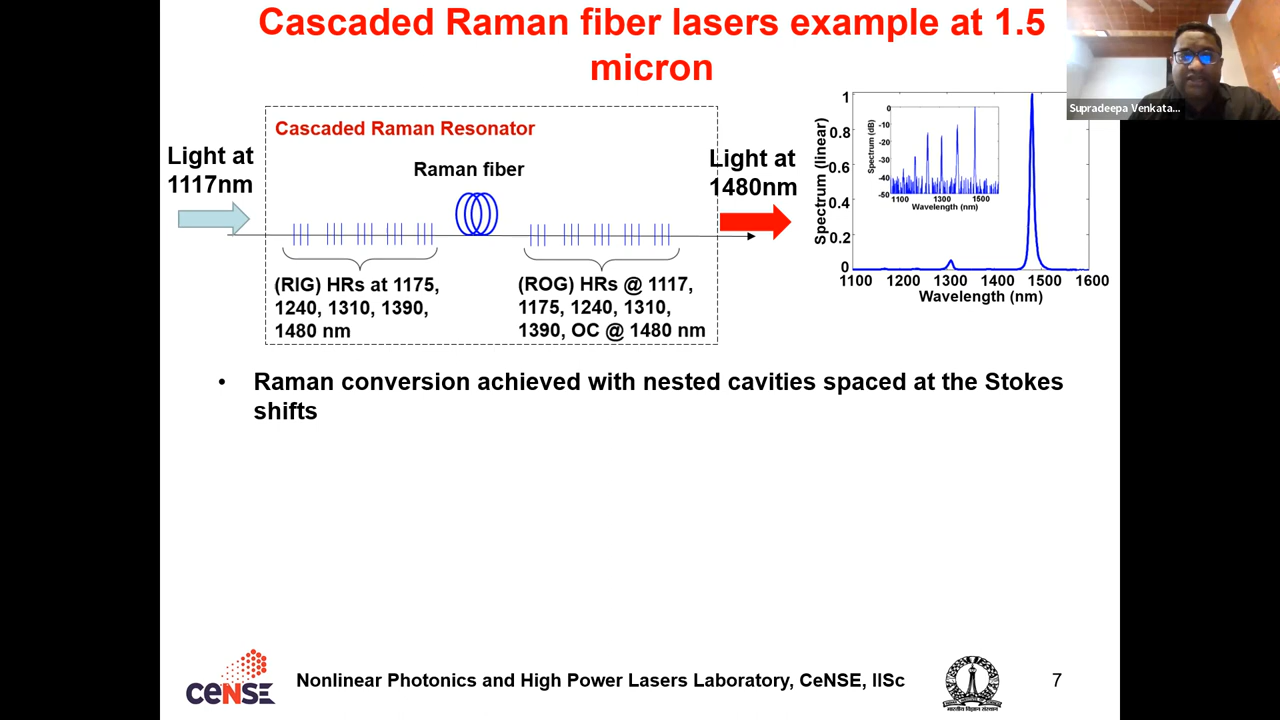 Cascaded Raman fiber lasers example at 1.5
micron
Supradeepa Venkata...
Cascaded Raman Resonator
Light at
1117nm
Raman fiber
(RIG) HRs at 1175,
1240, 1310, 1390,
1480 nm
(ROG) HRs @ 1117,
1175, 1240, 1310,
1390, OC @ 1480 nm
Light at
1480nm
Spectrum (linear)
1
0.8
0.6
0.4
0.2
0
1100 1200 1300 1400 1500 1600
Wavelength (nm)
Spectrum (dB)
0
-10
-20
-30
-40
-50
1100 1300 1500
Wavelength (nm)
• Raman conversion achieved with nested cavities spaced at the Stokes
shifts
CeNSE
Nonlinear Photonics and High Power Lasers Laboratory, CeNSE, IISc
भारतीय विज्ञान संस्थान
7